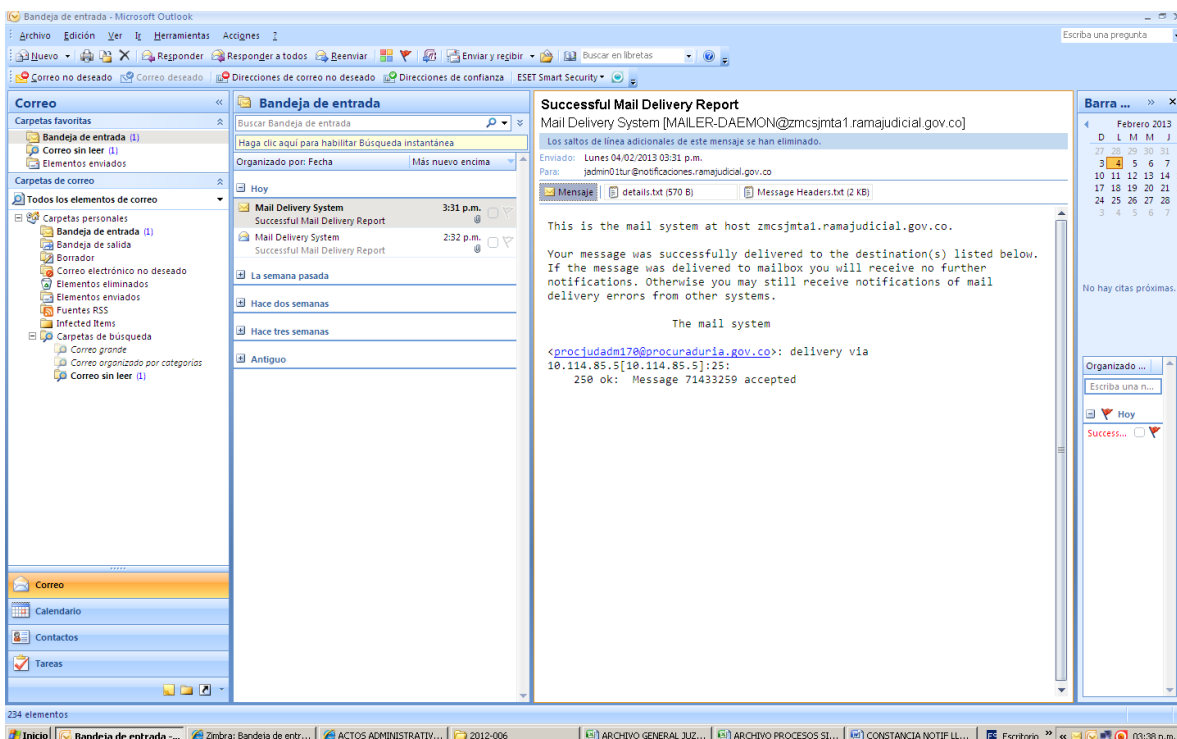 Bandeja de entrada - Microsoft Outlook
Archivo Edición Ver Ir Herramientas Acciones ?
Escriba una pregunta
Nuevo Responder Responder a todos Reenviar Enviar y recibir Buscar en libretas
Correo no deseado Correo deseado Direcciones de correo no deseado Direcciones de confianza ESET Smart Security
Correo «
Carpetas favoritas
Bandeja de entrada (1)
Correo sin leer (1)
Elementos enviados
Carpetas de correo
Todos los elementos de correo
Carpetas personales
Bandeja de entrada (1)
Bandeja de salida
Borrador
Correo electrónico no deseado
Elementos eliminados
Elementos enviados
Fuentes RSS
Infected Items
Carpetas de búsqueda
Correo grande
Correo organizado por categorías
Correo sin leer (1)
Correo
Calendario
Contactos
Tareas
Bandeja de entrada
Buscar Bandeja de entrada
Haga clic aquí para habilitar Búsqueda instantánea
Organizado por: Fecha Más nuevo encima
Hoy
Mail Delivery System 3:31 p.m.
Successful Mail Delivery Report
Mail Delivery System 2:32 p.m.
Successful Mail Delivery Report
La semana pasada
Hace dos semanas
Hace tres semanas
Antiguo
Successful Mail Delivery Report
Mail Delivery System [MAILER-DAEMON@zmcsjmta1.ramajudicial.gov.co]
Los saltos de línea adicionales de este mensaje se han eliminado.
Enviado: Lunes 04/02/2013 03:31 p.m.
Para: jadmin01tur@notificaciones.ramajudicial.gov.co
Mensaje details.txt (570 B) Message Headers.txt (2 KB)
This is the mail system at host zmcsjmta1.ramajudicial.gov.co.
Your message was successfully delivered to the destination(s) listed below.
If the message was delivered to mailbox you will receive no further
notifications. Otherwise you may still receive notifications of mail
delivery errors from other systems.
The mail system
<procjudadm170@procuraduria.gov.co>: delivery via
10.114.85.5[10.114.85.5]:25:
250 ok: Message 71433259 accepted
Barra ... »
Febrero 2013
D L M M J
27 28 29 30 31
3 4 5 6 7
10 11 12 13 14
17 18 19 20 21
24 25 26 27 28
3 4 5 6 7
No hay citas próximas.
Organizado ...
Escriba una n...
Hoy
Success...
234 elementos
Inicio Bandeja de entrada -... Zimbra: Bandeja de entr... ACTOS ADMINISTRATIV... 2012-006 ARCHIVO GENERAL JUZ... ARCHIVO PROCESOS SI... CONSTANCIA NOTIF LL... ES Escritorio » « 03:38 p.m.